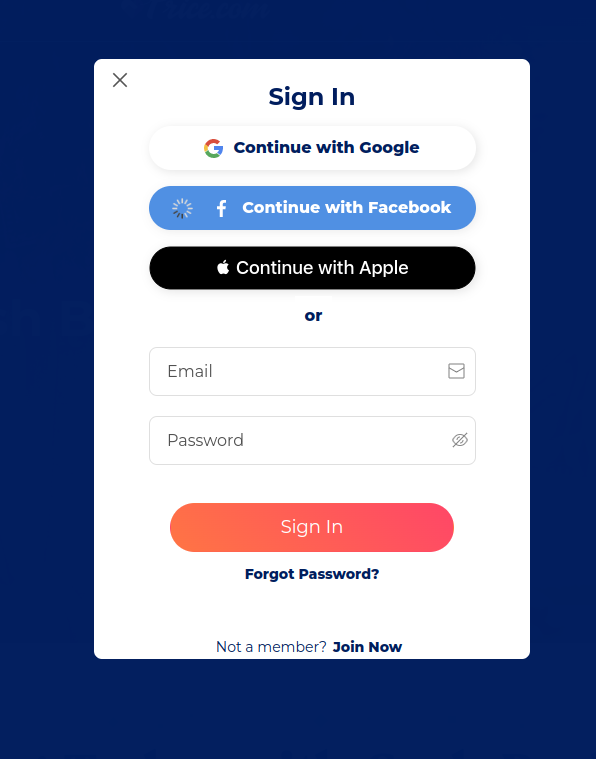 Sign In
Continue with Google
Continue with Facebook
Continue with Apple
or
Email
Password
Sign In
Forgot Password?
Not a member? Join Now